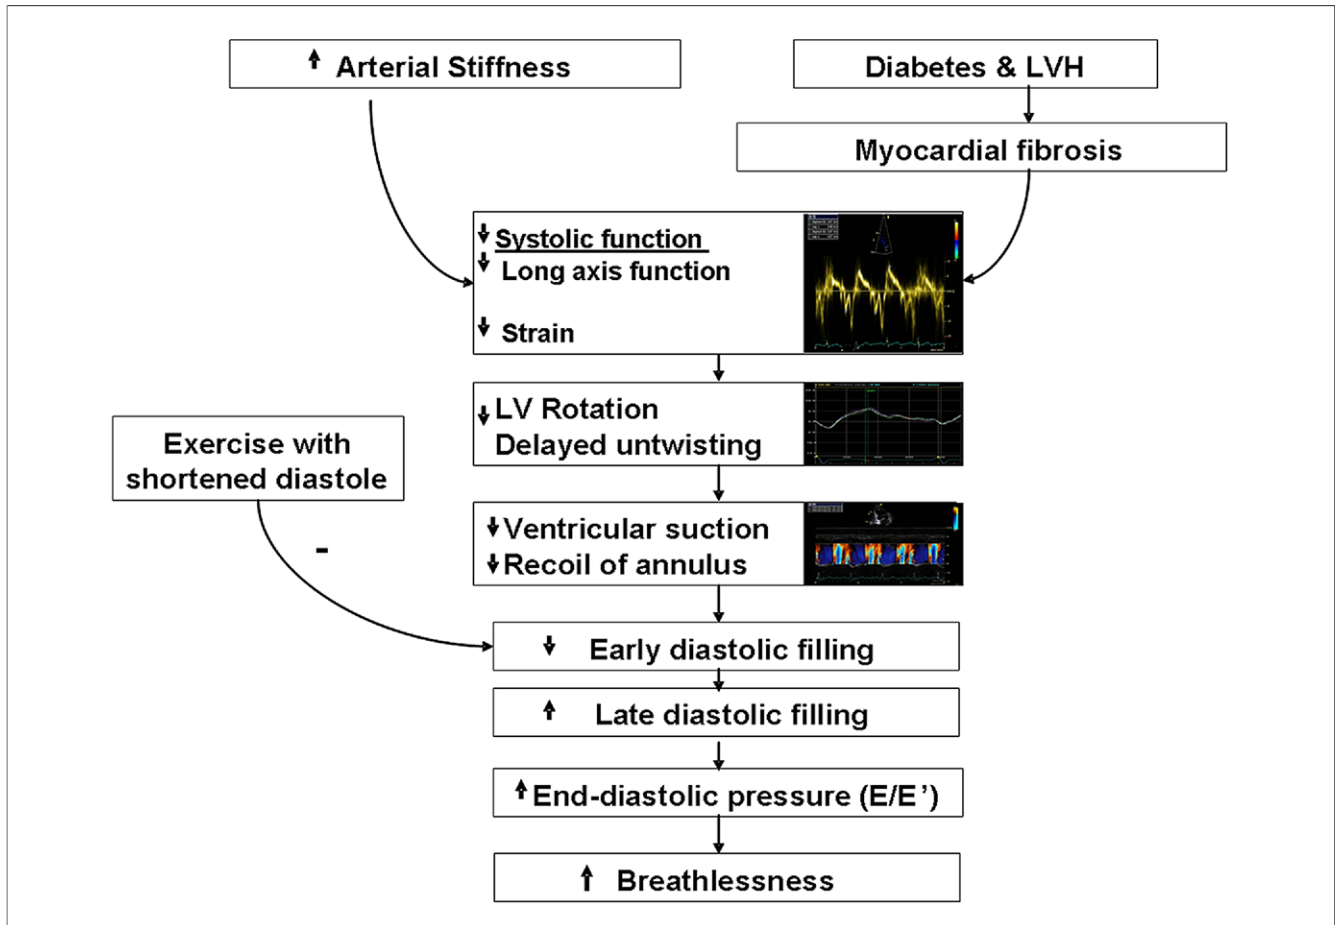 ↑ Arterial Stiffness
Diabetes & LVH
Myocardial fibrosis
↓ Systolic function
↓ Long axis function
↓ Strain
↓ LV Rotation
Delayed untwisting
Exercise with
shortened diastole
-
↓ Ventricular suction
↓ Recoil of annulus
↓ Early diastolic filling
↑ Late diastolic filling
↑ End-diastolic pressure (E/E’)
↑ Breathlessness